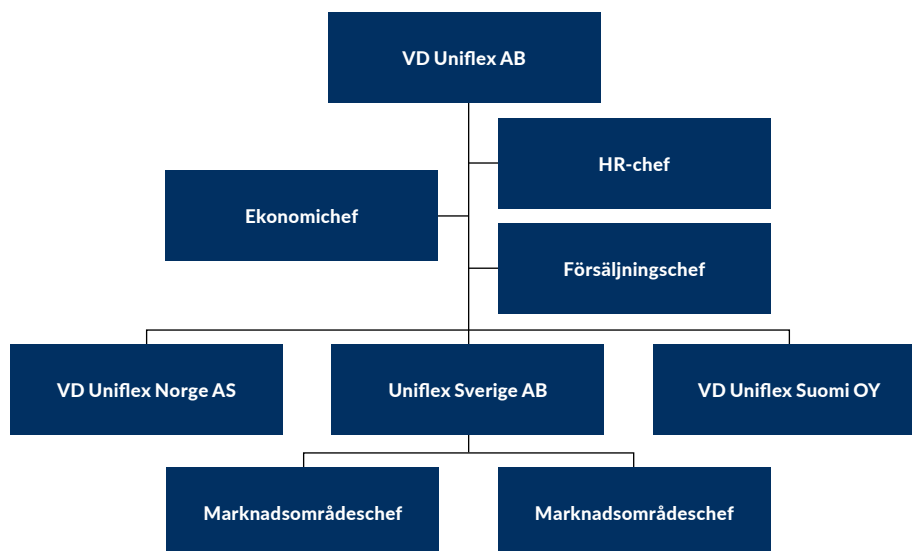 VD Uniflex AB
HR-chef
Ekonomichef
Försäljningschef
VD Uniflex Norge AS
Uniflex Sverige AB
VD Uniflex Suomi OY
Marknadsområdeschef
Marknadsområdeschef